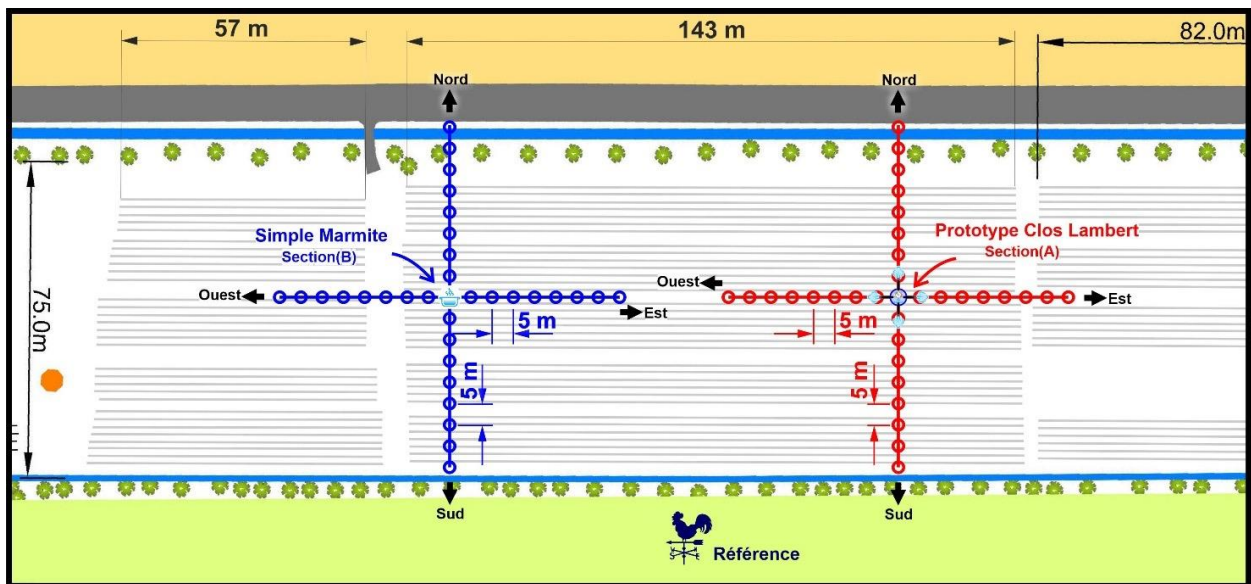 57 m
143 m
82.0m
Nord
Nord
Simple Marmite
Section(B)
Prototype Clos Lambert
Section(A)
Ouest
Est
Ouest
Est
5 m
5 m
75.0m
5 m
5 m
Sud
Sud
Référence